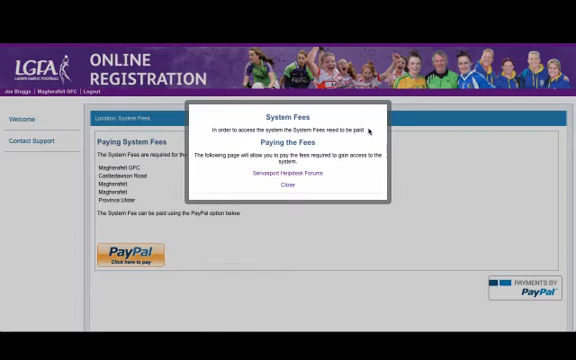 LGFA
LADIES GAELIC FOOTBALL
ONLINE
REGISTRATION
Joe Bloggs | Magherafelt GFC | Logout
Welcome
Contact Support
Location: System Fees
Paying System Fees
The System Fees are required for th
Magherafelt GFC
Castledawson Road
Magherafelt
Magherafelt
Province:Ulster
The System Fee can be paid using the PayPal option below
PayPal
Click here to pay
System Fees
In order to access the system the System Fees need to be paid
Paying the Fees
The following page will allow you to pay the fees required to gain access to the
system.
Servasport Helpdesk Forums
Close
PAYMENTS BY
PayPal